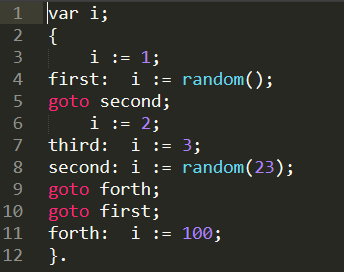 1 var i;
2 {
3     i := 1;
4 first:  i := random();
5 goto second;
6     i := 2;
7 third:  i := 3;
8 second: i := random(23);
9 goto forth;
10 goto first;
11 forth:  i := 100;
12 }.